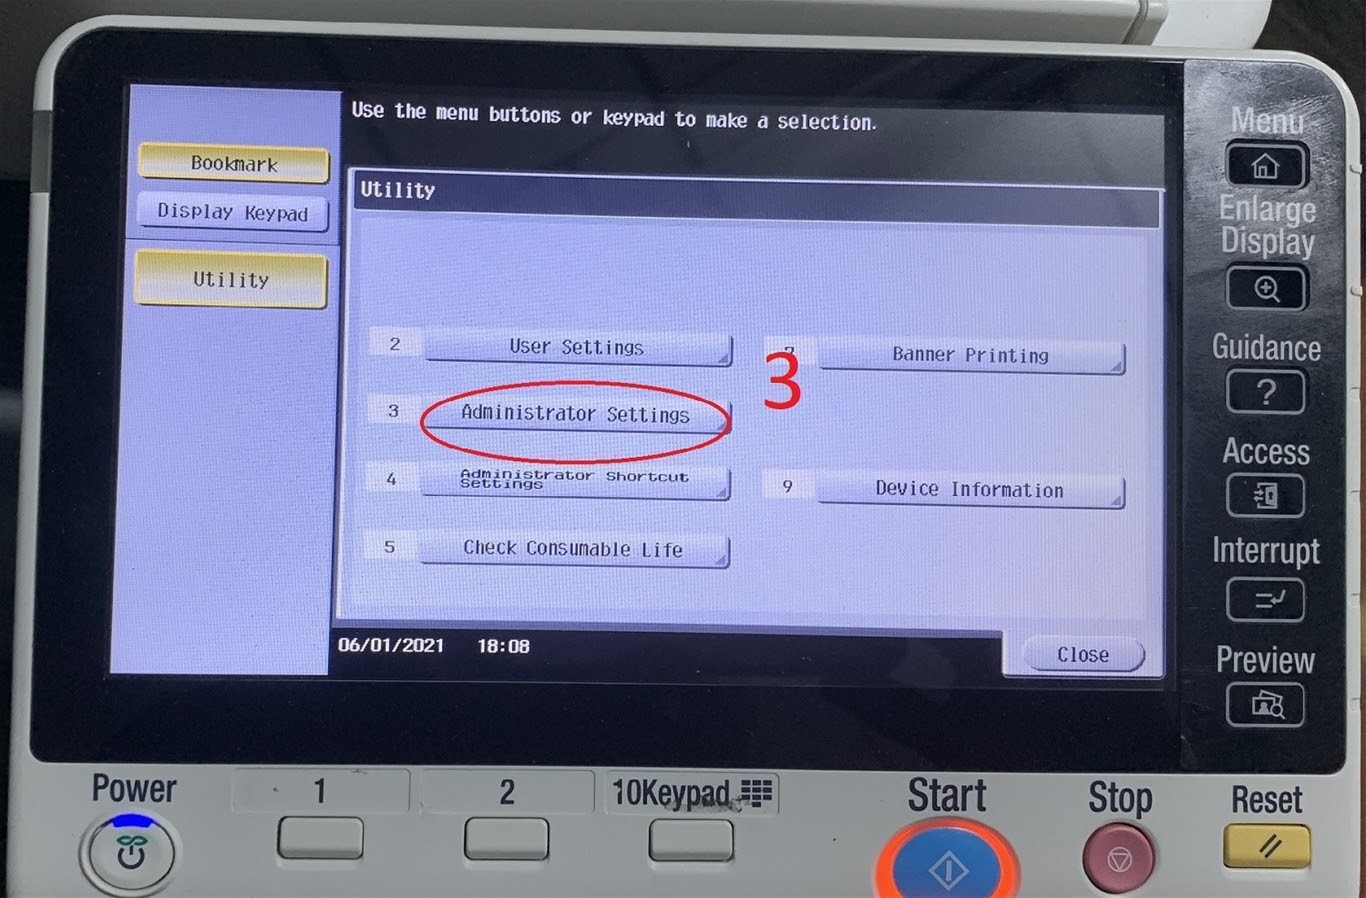 Use the menu buttons or keypad to make a selection.
Bookmark
Display Keypad
Utility
Utility
2 User Settings
3 Administrator Settings
4 Administrator Shortcut
Settings
5 Check Consumable Life
3
Banner Printing
9 Device Information
06/01/2021 18:08
Close
Menu
Enlarge
Display
Guidance
?
Access
Interrupt
Preview
Power
1
2
10Keypad
Start
Stop
Reset